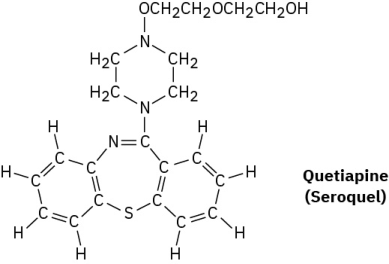 OCH₂CH₂OCH₂CH₂OH
N
H₂C CH₂
H₂C CH₂
N
H H
N=C
C C
H C C H
C C
C C
C S C
C C
H H
H H
Quetiapine
(Seroquel)